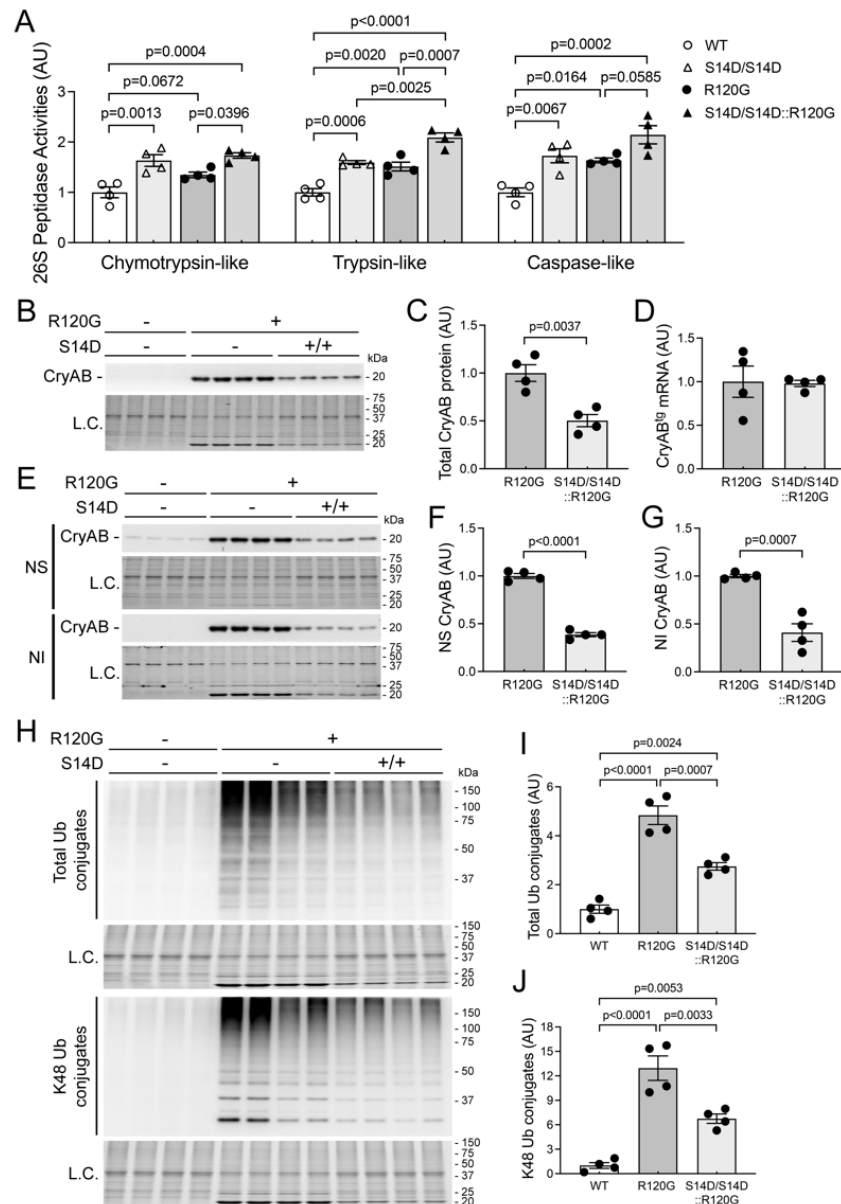 A
26S Peptidase Activities (AU)
3
2
1
0
p<0.0001
p=0.0004
p=0.0020
p=0.0007
p=0.0002
p=0.0672
p=0.0025
p=0.0164
p=0.0585
p=0.0013
p=0.0396
p=0.0006
p=0.0067
WT
S14D/S14D
R120G
S14D/S14D::R120G
Chymotrypsin-like
Trypsin-like
Caspase-like
B
R120G - +
S14D - - +/+
kDa
CryAB - - 20
L.C.
- 75
- 50
- 37
- 25
- 20
C
Total CryAB protein (AU)
1.5
1.0
0.5
0.0
p=0.0037
R120G S14D/S14D
::R120G
D
CryABtg mRNA (AU)
1.5
1.0
0.5
0.0
R120G S14D/S14D
::R120G
E
R120G - +
S14D - - +/+
kDa
NS
CryAB - - 20
L.C.
- 75
- 50
- 37
- 25
- 20
NI
CryAB - - 20
L.C.
- 75
- 50
- 37
- 25
- 20
F
NS CryAB (AU)
1.5
1.0
0.5
0.0
p<0.0001
R120G S14D/S14D
::R120G
G
NI CryAB (AU)
1.5
1.0
0.5
0.0
p=0.0007
R120G S14D/S14D
::R120G
H
R120G - +
S14D - - +/+
kDa
Total Ub
conjugates
- 150
- 100
- 50
- 37
L.C.
- 150
- 75
- 50
- 37
- 25
- 20
K48 Ub
conjugates
- 150
- 100
- 50
- 37
L.C.
- 150
- 75
- 50
- 37
- 25
- 20
I
Total Ub conjugates (AU)
8
6
4
2
0
p=0.0024
p<0.0001 p=0.0007
WT R120G S14D/S14D
::R120G
J
K48 Ub conjugates (AU)
18
15
12
9
6
3
0
p=0.0053
p<0.0001 p=0.0033
WT R120G S14D/S14D
::R120G